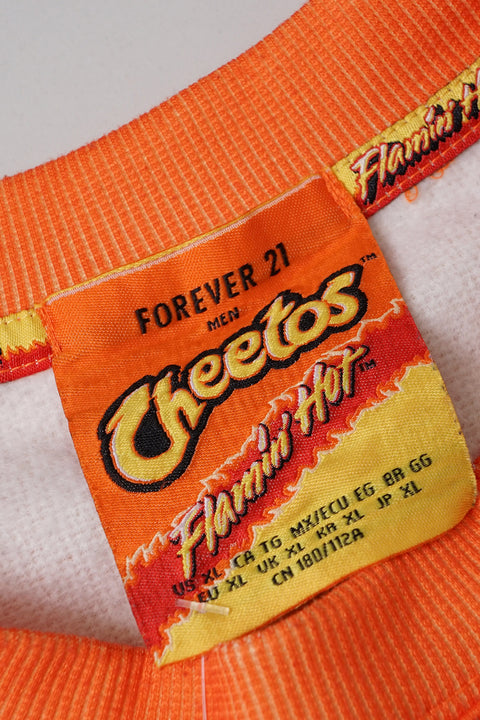 Flamin' H
FOREVER 21
MEN
Cheetos™
Flamin' Hot™
US XL CA TG MX/ECU EG BR GG
EU XL UK XL KR XL JP XL
CN 180/112A